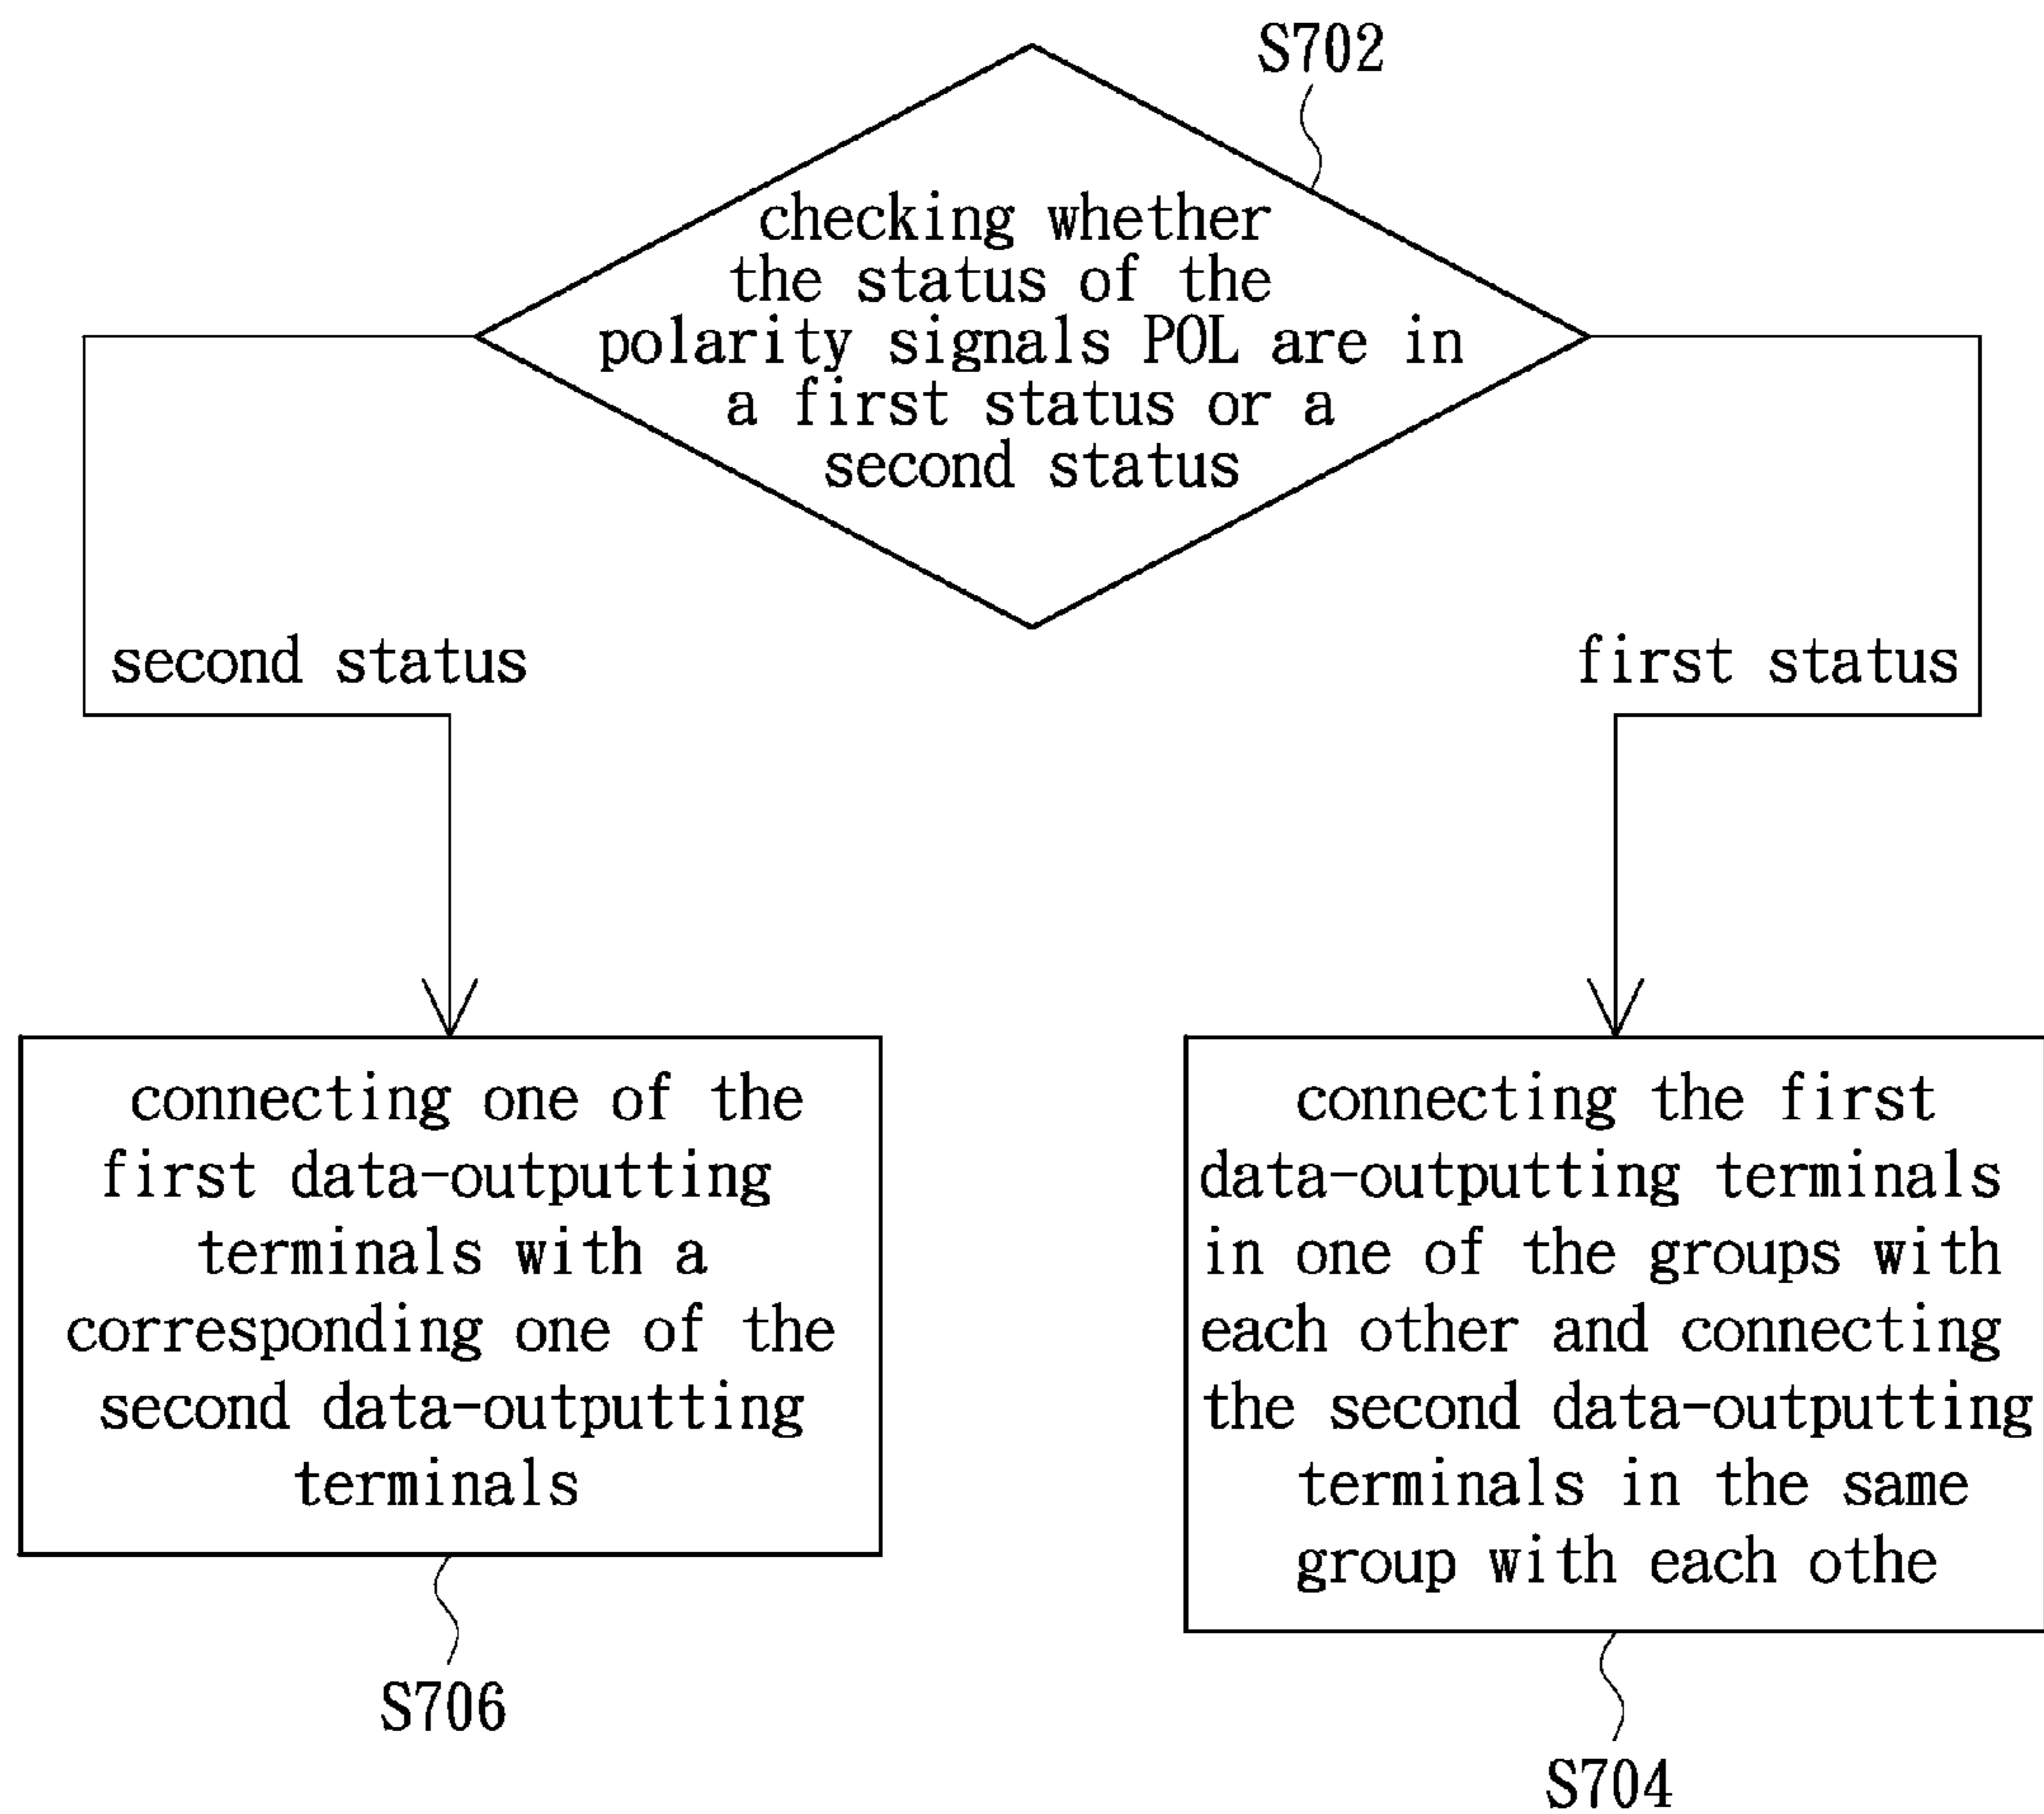 S702
checking whether
the status of the
polarity signals POL are in
a first status or a
second status
second status
first status
connecting one of the
first data-outputting
terminals with a
corresponding one of the
second data-outputting
terminals
S706
connecting the first
data-outputting terminals
in one of the groups with
each other and connecting
the second data-outputting
terminals in the same
group with each othe
S704